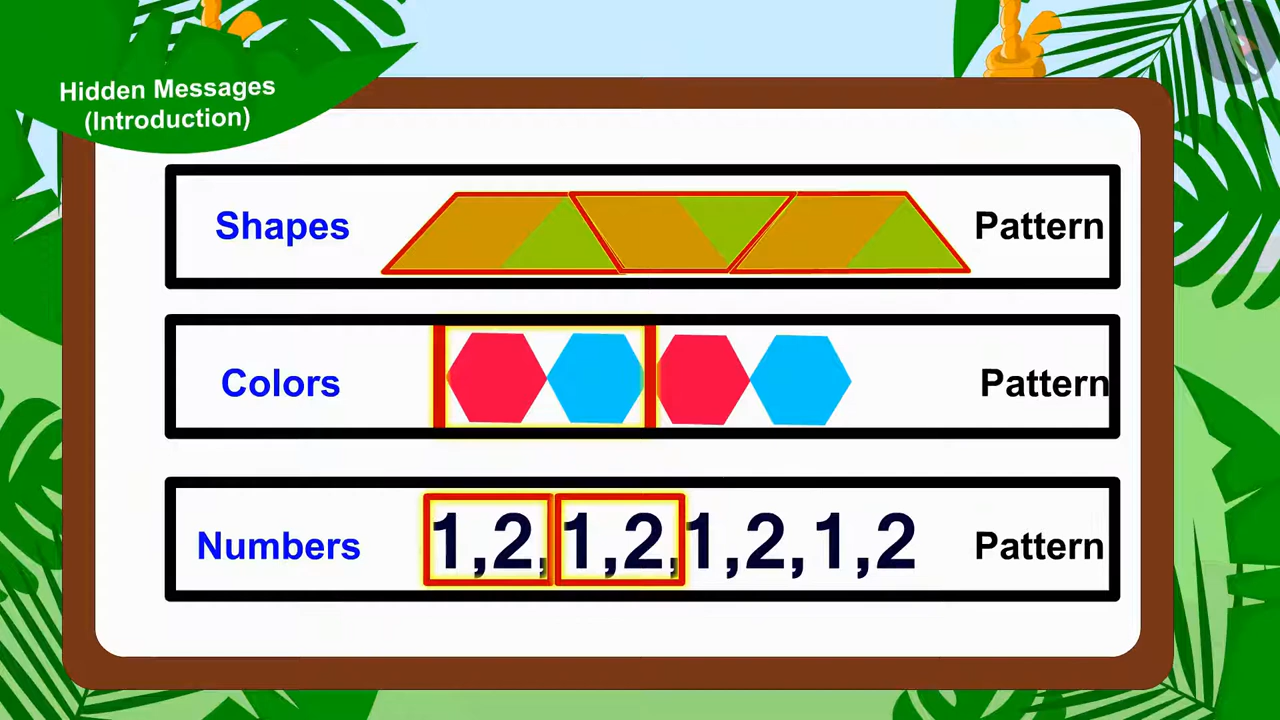 Hidden Messages
(Introduction)
Shapes Pattern
Colors Pattern
Numbers 1,2, 1,2,1,2,1,2 Pattern